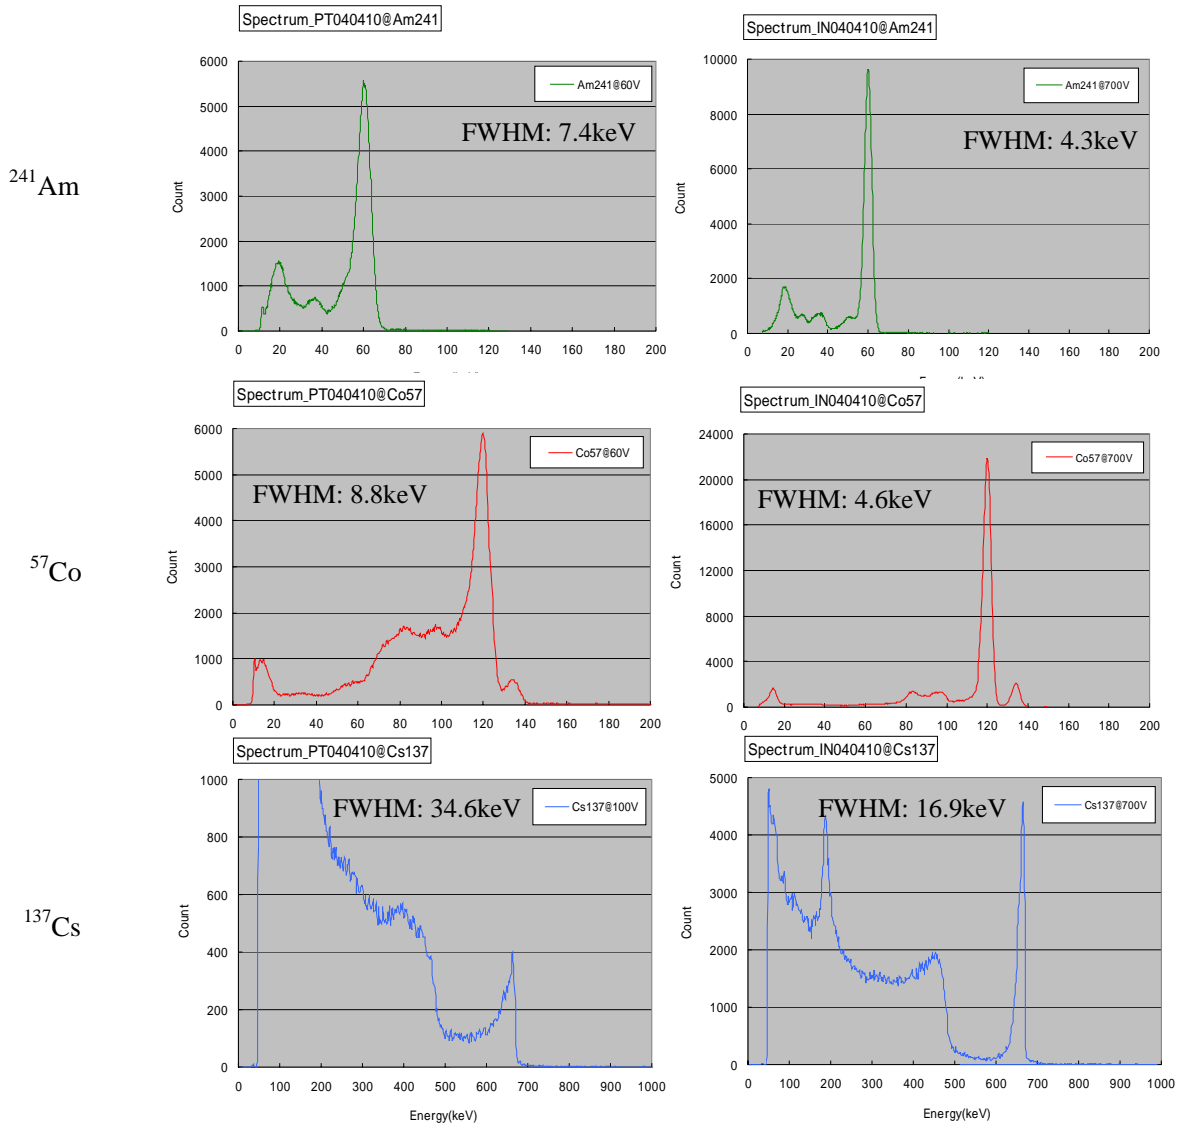 Spectrum_PT040410@Am241
6000
5000
4000
3000
2000
1000
0
Count
Am241@60V
FWHM: 7.4keV
0 20 40 60 80 100 120 140 160 180 200
Spectrum_IN040410@Am241
10000
8000
6000
4000
2000
0
Count
Am241@700V
FWHM: 4.3keV
0 20 40 60 80 100 120 140 160 180 200
241Am
Spectrum_PT040410@Co57
6000
5000
4000
3000
2000
1000
0
Count
Co57@60V
FWHM: 8.8keV
0 20 40 60 80 100 120 140 160 180 200
Spectrum_IN040410@Co57
24000
20000
16000
12000
8000
4000
0
Count
Co57@700V
FWHM: 4.6keV
0 20 40 60 80 100 120 140 160 180 200
57Co
Spectrum_PT040410@Cs137
1000
800
600
400
200
0
Count
Cs137@100V
FWHM: 34.6keV
0 100 200 300 400 500 600 700 800 900 1000
Energy(keV)
Spectrum_IN040410@Cs137
5000
4000
3000
2000
1000
0
Count
Cs137@700V
FWHM: 16.9keV
0 100 200 300 400 500 600 700 800 900 1000
Energy(keV)
137Cs